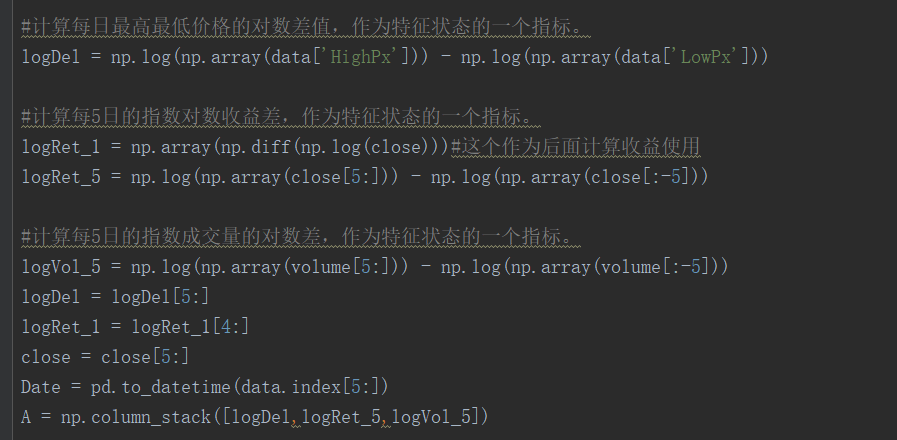 #计算每日最高最低价格的对数差值，作为特征状态的一个指标。
logDel = np.log(np.array(data['HighPx'])) - np.log(np.array(data['LowPx']))
#计算每5日的指数对数收益差，作为特征状态的一个指标。
logRet_1 = np.array(np.diff(np.log(close)))#这个作为后面计算收益使用
logRet_5 = np.log(np.array(close[5:])) - np.log(np.array(close[:-5]))
#计算每5日的指数成交量的对数差，作为特征状态的一个指标。
logVol_5 = np.log(np.array(volume[5:])) - np.log(np.array(volume[:-5]))
logDel = logDel[5:]
logRet_1 = logRet_1[4:]
close = close[5:]
Date = pd.to_datetime(data.index[5:])
A = np.column_stack([logDel,logRet_5,logVol_5])